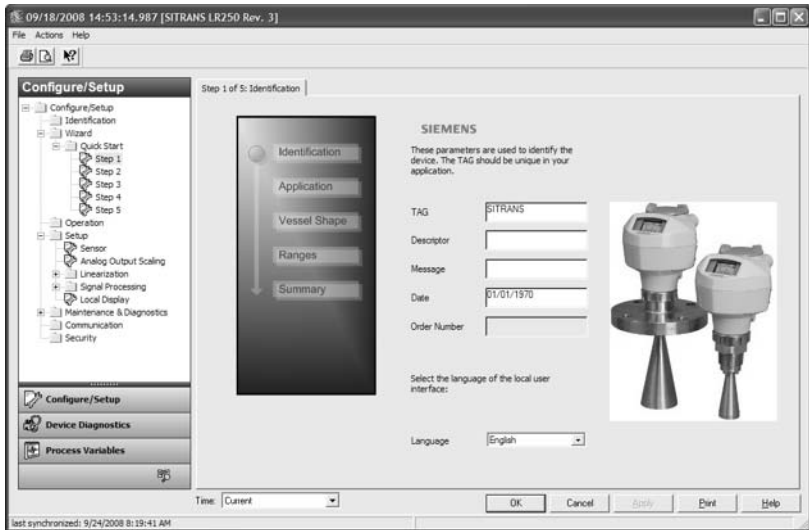 09/18/2008 14:53:14.987 [SITRANS LR250 Rev. 3]
File Actions Help
Configure/Setup
Configure/Setup
Identification
Wizard
Quick Start
Step 1
Step 2
Step 3
Step 4
Step 5
Operation
Setup
Sensor
Analog Output Scaling
Linearization
Signal Processing
Local Display
Maintenance & Diagnostics
Communication
Security
Configure/Setup
Device Diagnostics
Process Variables
Step 1 of 5: Identification
Identification
Application
Vessel Shape
Ranges
Summary
SIEMENS
These parameters are used to identify the
device. The TAG should be unique in your
application.
TAG SITRANS
Descriptor
Message
Date 01/01/1970
Order Number
Select the language of the local user
interface:
Language English
Time: Current
OK Cancel Apply Print Help
last synchronized: 9/24/2008 8:19:41 AM